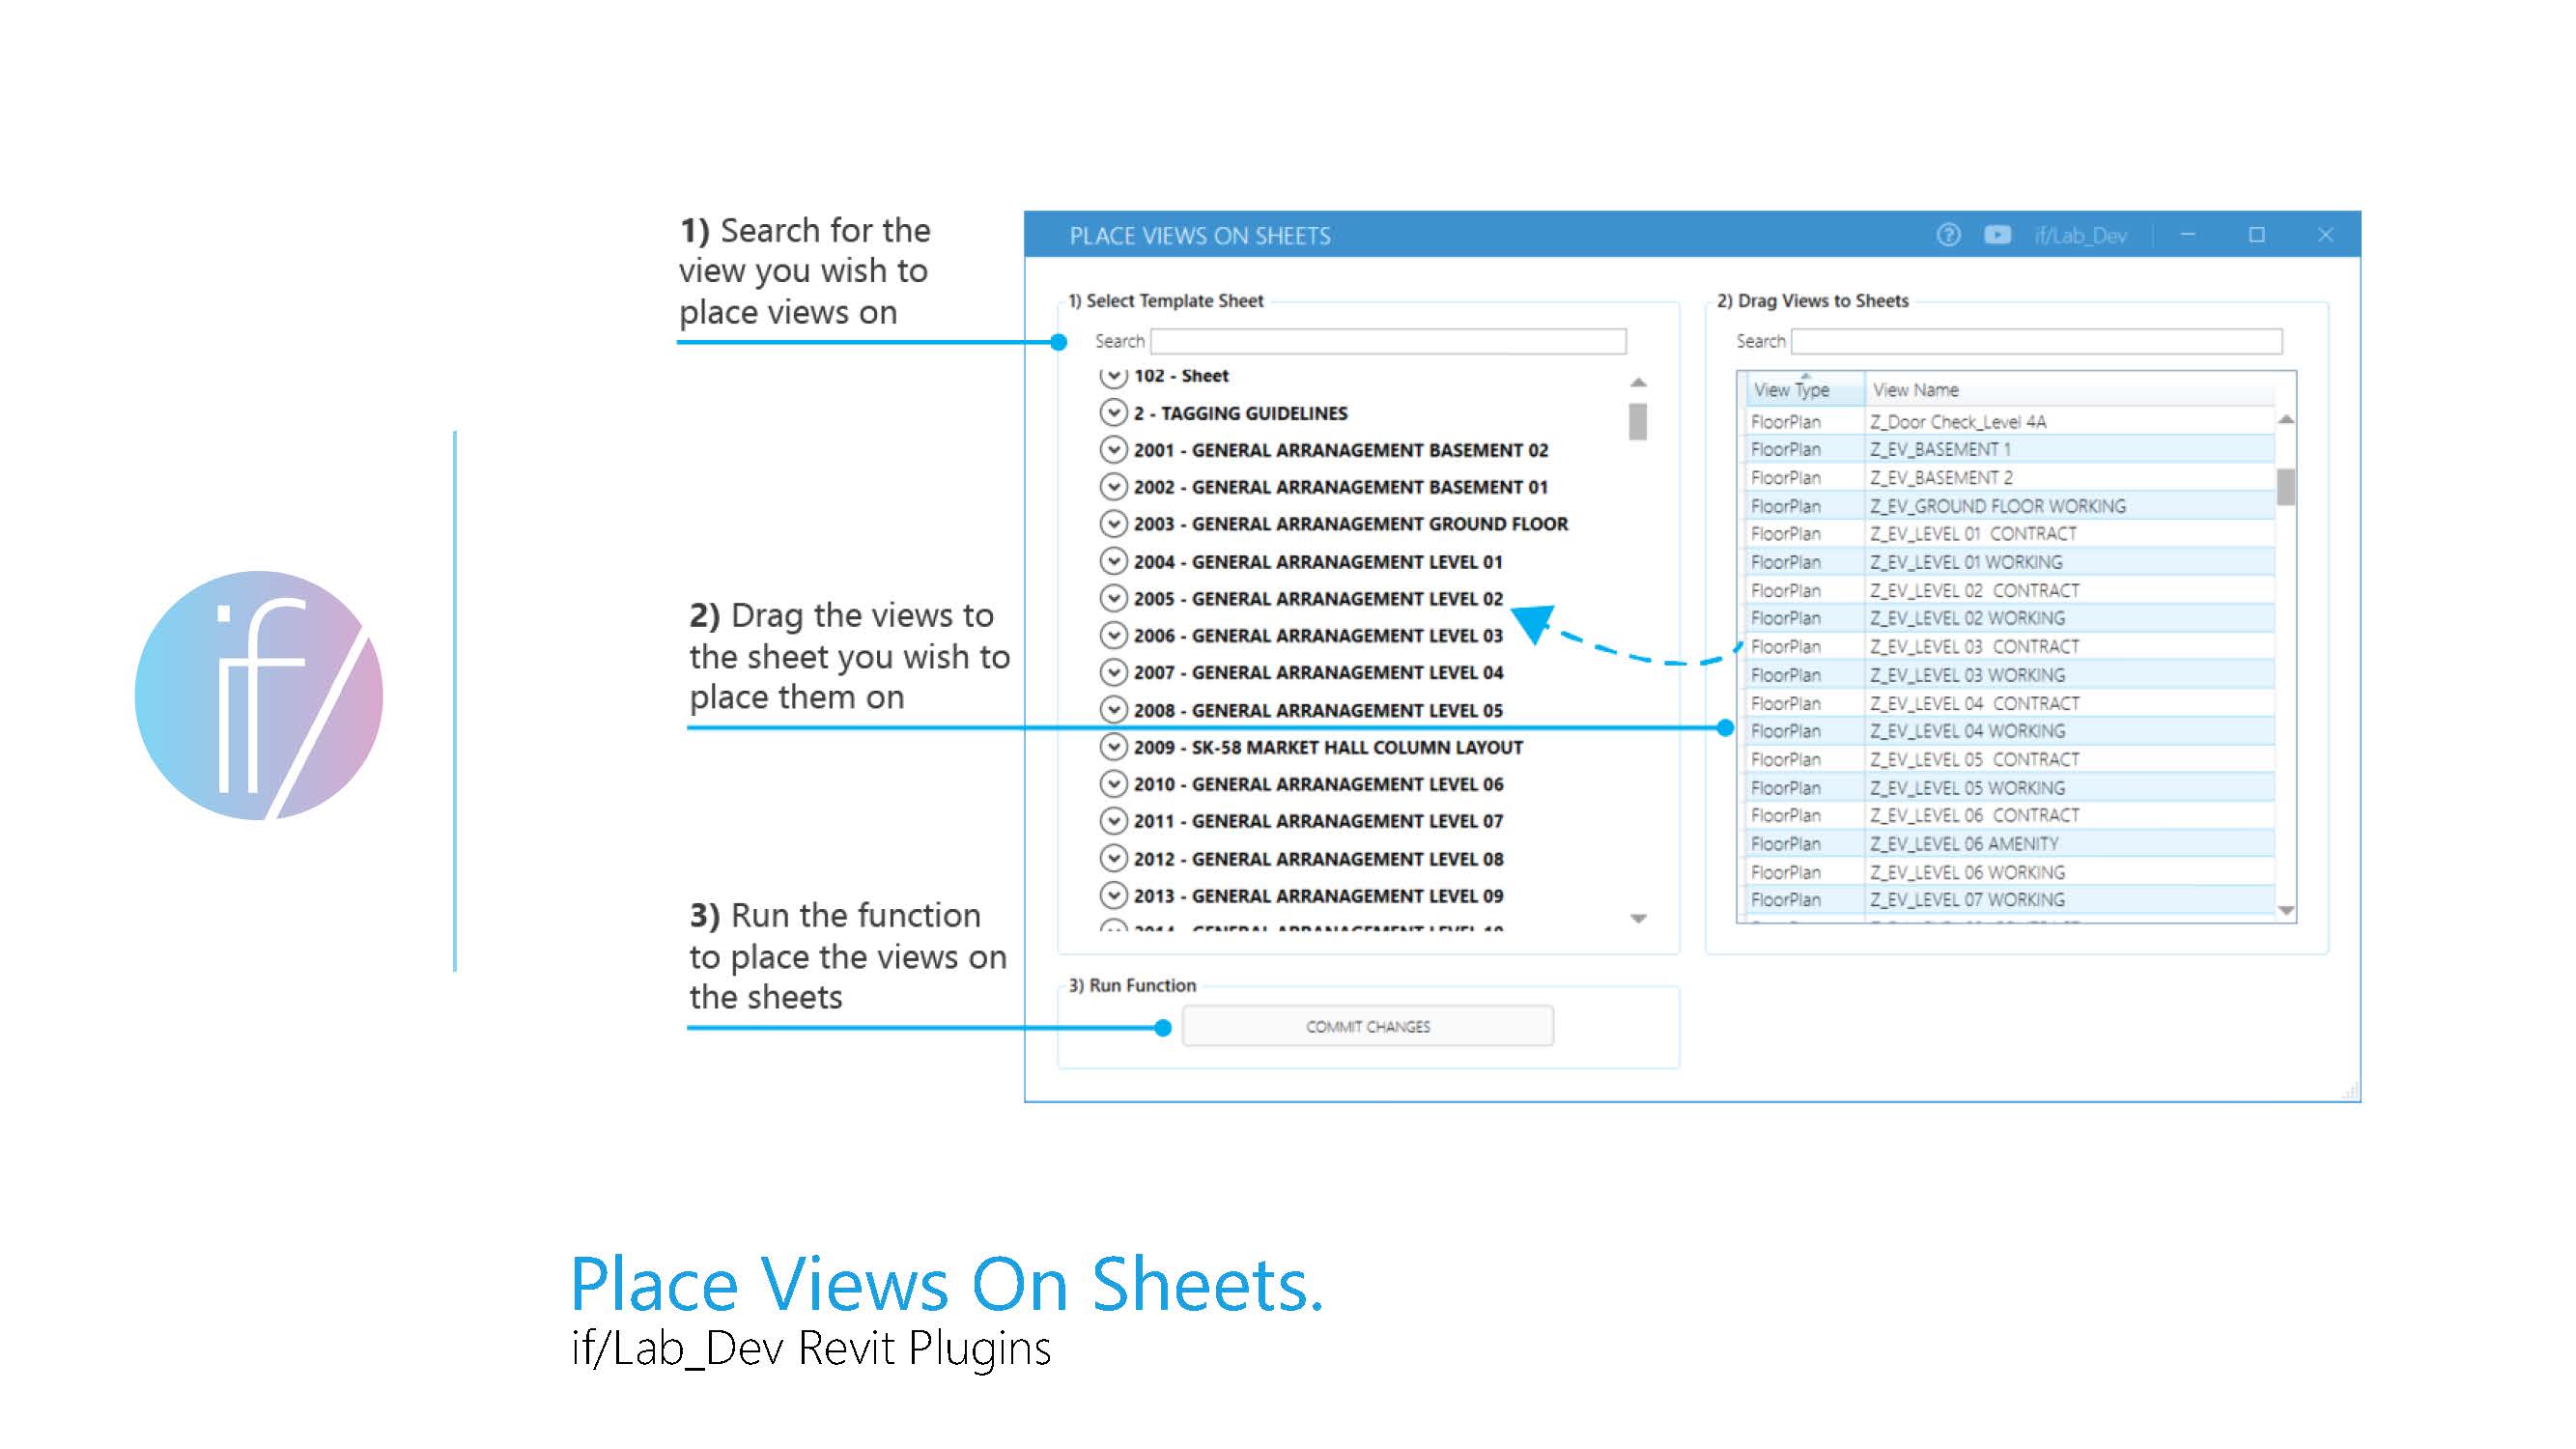 1) Search for the
view you wish to
place views on
2) Drag the views to
the sheet you wish to
place them on
3) Run the function
to place the views on
the sheets
PLACE VIEWS ON SHEETS
if/Lab_Dev
1) Select Template Sheet
Search
102 - Sheet
2 - TAGGING GUIDELINES
2001 - GENERAL ARRANAGEMENT BASEMENT 02
2002 - GENERAL ARRANAGEMENT BASEMENT 01
2003 - GENERAL ARRANAGEMENT GROUND FLOOR
2004 - GENERAL ARRANAGEMENT LEVEL 01
2005 - GENERAL ARRANAGEMENT LEVEL 02
2006 - GENERAL ARRANAGEMENT LEVEL 03
2007 - GENERAL ARRANAGEMENT LEVEL 04
2008 - GENERAL ARRANAGEMENT LEVEL 05
2009 - SK-58 MARKET HALL COLUMN LAYOUT
2010 - GENERAL ARRANAGEMENT LEVEL 06
2011 - GENERAL ARRANAGEMENT LEVEL 07
2012 - GENERAL ARRANAGEMENT LEVEL 08
2013 - GENERAL ARRANAGEMENT LEVEL 09
2014 - GENERAL ARRANAGEMENT LEVEL 10
2) Drag Views to Sheets
Search
View Type View Name
FloorPlan Z_Door Check_Level 4A
FloorPlan Z_EV_BASEMENT 1
FloorPlan Z_EV_BASEMENT 2
FloorPlan Z_EV_GROUND FLOOR WORKING
FloorPlan Z_EV_LEVEL 01 CONTRACT
FloorPlan Z_EV_LEVEL 01 WORKING
FloorPlan Z_EV_LEVEL 02 CONTRACT
FloorPlan Z_EV_LEVEL 02 WORKING
FloorPlan Z_EV_LEVEL 03 CONTRACT
FloorPlan Z_EV_LEVEL 03 WORKING
FloorPlan Z_EV_LEVEL 04 CONTRACT
FloorPlan Z_EV_LEVEL 04 WORKING
FloorPlan Z_EV_LEVEL 05 CONTRACT
FloorPlan Z_EV_LEVEL 05 WORKING
FloorPlan Z_EV_LEVEL 06 CONTRACT
FloorPlan Z_EV_LEVEL 06 AMENITY
FloorPlan Z_EV_LEVEL 06 WORKING
FloorPlan Z_EV_LEVEL 07 WORKING
3) Run Function
COMMIT CHANGES
if/
Place Views On Sheets.
if/Lab_Dev Revit Plugins